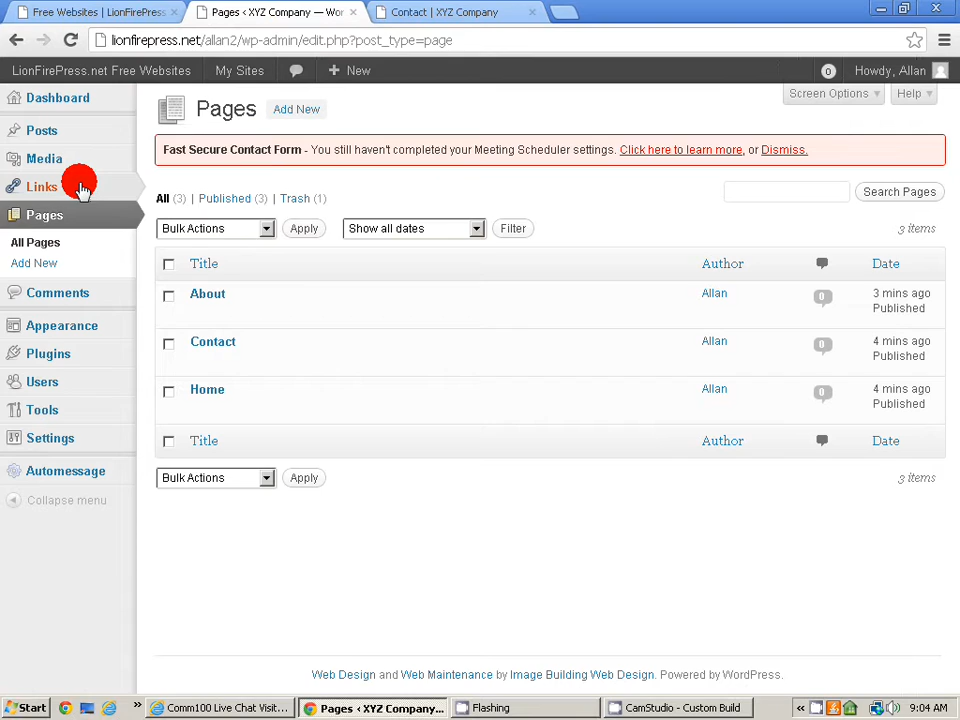 Free Websites | LionFirePress
Pages ‹ XYZ Company — Wor
Contact | XYZ Company
lionfirepress.net/allan2/wp-admin/edit.php?post_type=page
LionFirePress.net Free Websites
My Sites
New
0
Howdy, Allan
Dashboard
Posts
Media
Links
Pages
All Pages
Add New
Comments
Appearance
Plugins
Users
Tools
Settings
Automessage
Collapse menu
Screen Options
Help
Pages Add New
Fast Secure Contact Form - You still haven't completed your Meeting Scheduler settings. Click here to learn more, or Dismiss.
All (3) | Published (3) | Trash (1)
Search Pages
Bulk Actions
Apply
Show all dates
Filter
3 items
Title Author Date
About Allan 0 3 mins ago
Published
Contact Allan 0 4 mins ago
Published
Home Allan 0 4 mins ago
Published
Title Author Date
Bulk Actions
Apply
3 items
Web Design and Web Maintenance by Image Building Web Design. Powered by WordPress.
Start
Comm100 Live Chat Visit...
Pages ‹ XYZ Company...
Flashing
CamStudio - Custom Build
9:04 AM